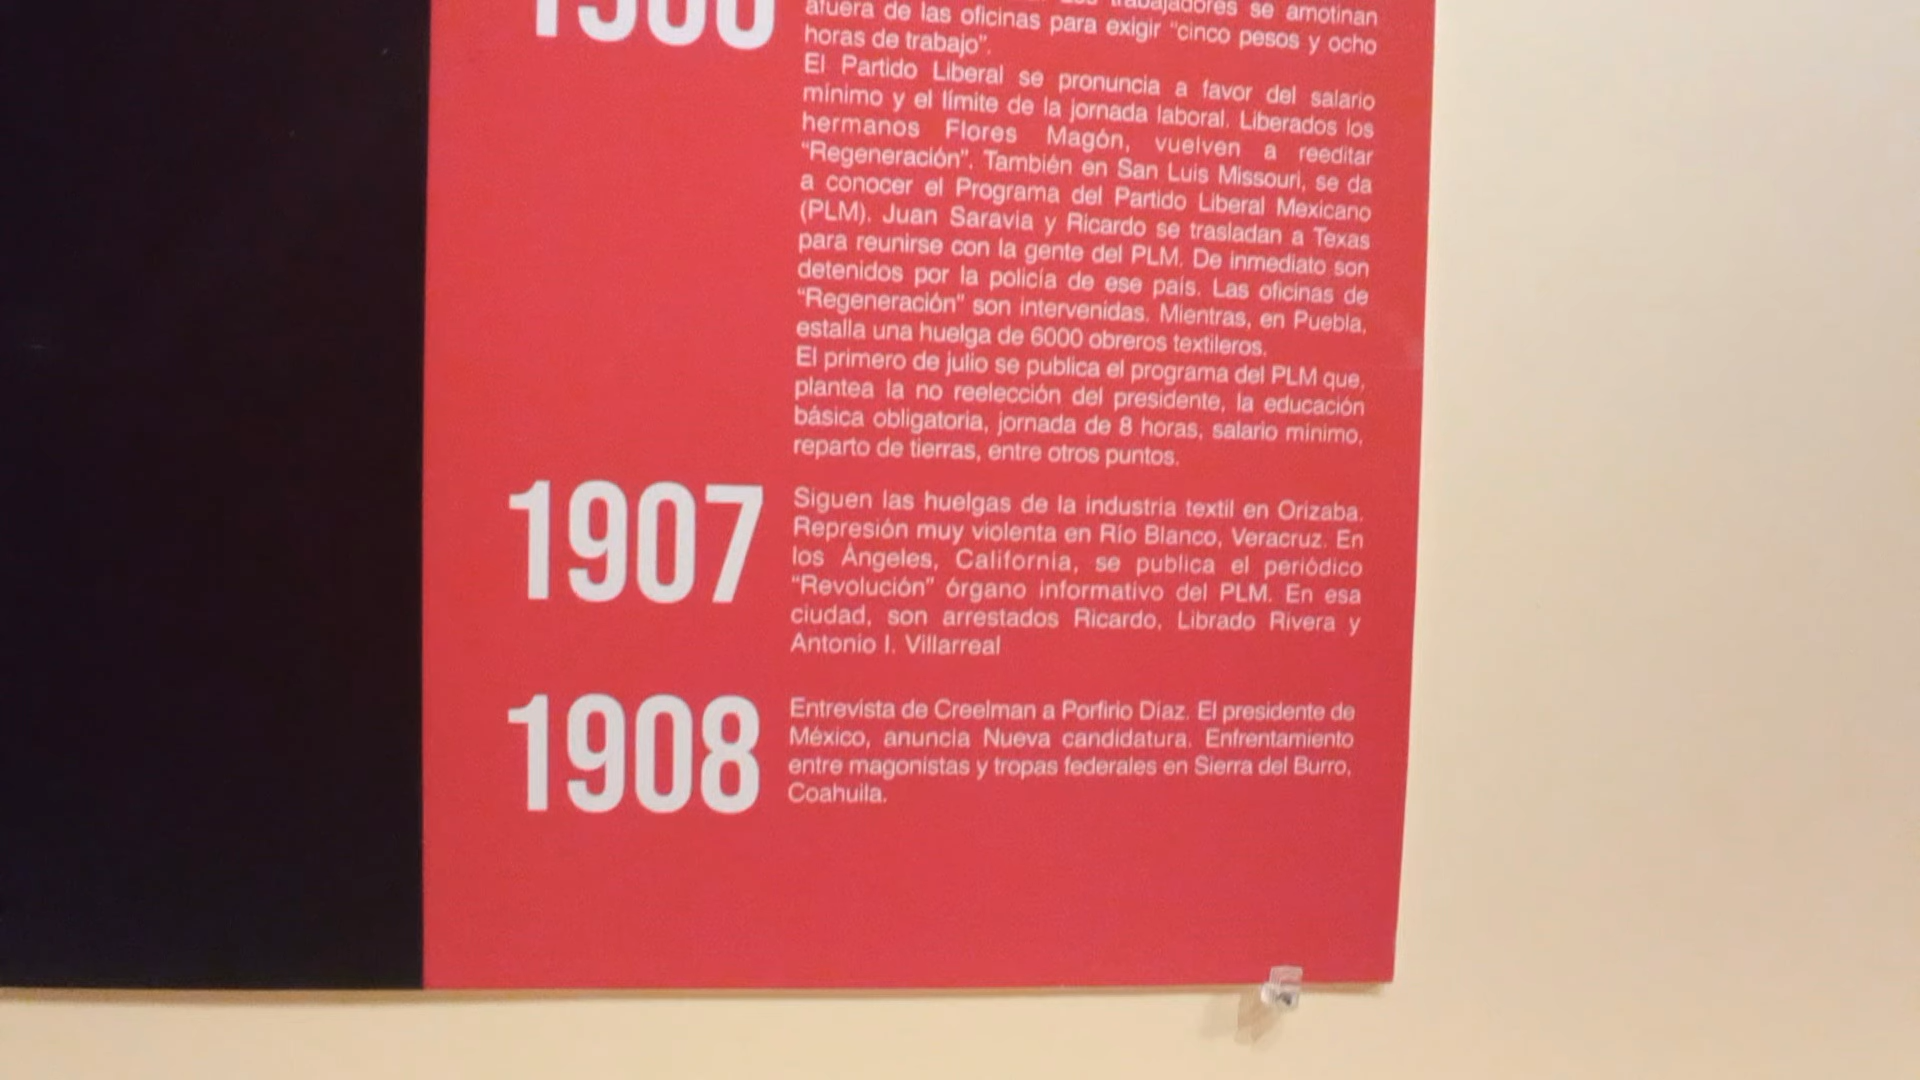 trabajadores se amotinan
afuera de las oficinas para exigir “cinco pesos y ocho
horas de trabajo”.
El Partido Liberal se pronuncia a favor del salario
mínimo y el límite de la jornada laboral. Liberados los
hermanos Flores Magón, vuelven a reeditar
“Regeneración”. También en San Luis Missouri, se da
a conocer el Programa del Partido Liberal Mexicano
(PLM). Juan Saravia y Ricardo se trasladan a Texas
para reunirse con la gente del PLM. De inmediato son
detenidos por la policía de ese país. Las oficinas de
“Regeneración” son intervenidas. Mientras, en Puebla,
estalla una huelga de 6000 obreros textileros.
El primero de julio se publica el programa del PLM que,
plantea la no reelección del presidente, la educación
básica obligatoria, jornada de 8 horas, salario mínimo,
reparto de tierras, entre otros puntos.
1907
Siguen las huelgas de la industria textil en Orizaba.
Represión muy violenta en Río Blanco, Veracruz. En
los Ángeles, California, se publica el periódico
“Revolución” órgano informativo del PLM. En esa
ciudad, son arrestados Ricardo, Librado Rivera y
Antonio I. Villarreal
1908
Entrevista de Creelman a Porfirio Díaz. El presidente de
México, anuncia Nueva candidatura. Enfrentamiento
entre magonistas y tropas federales en Sierra del Burro,
Coahuila.